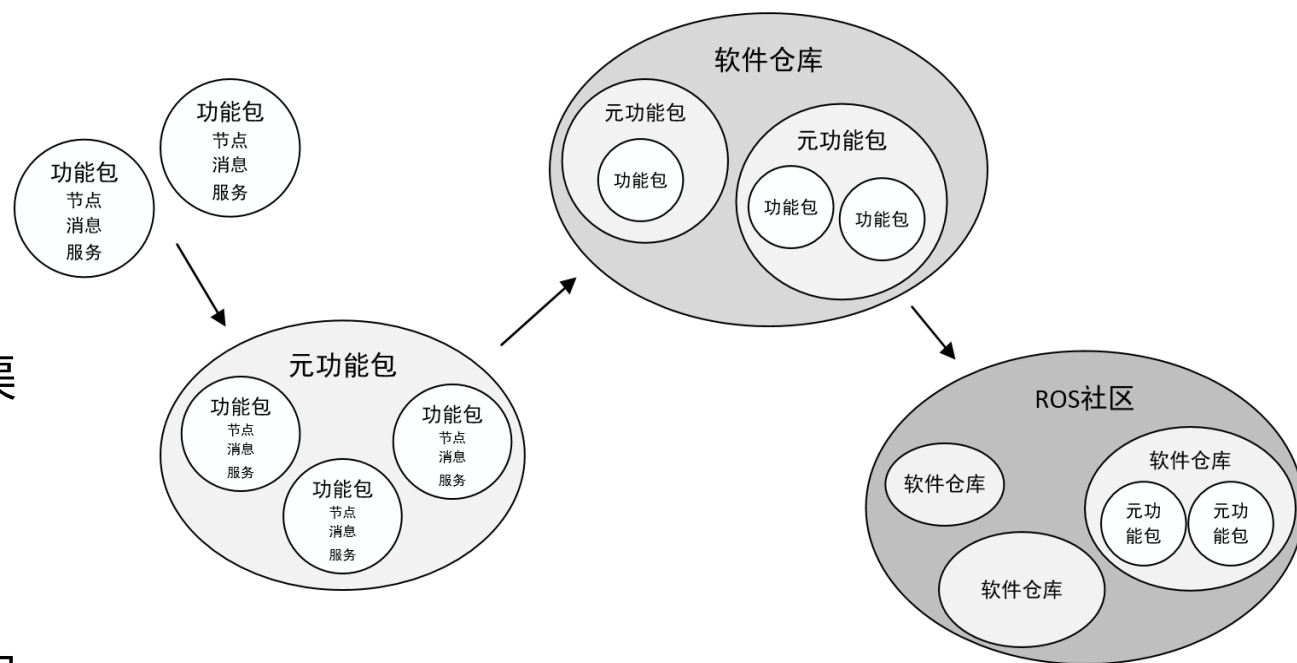 功能包
节点
消息
服务
功能包
节点
消息
服务
元功能包
功能包
节点
消息
服务
功能包
节点
消息
服务
功能包
节点
消息
服务
软件仓库
元功能包
功能包
元功能包
功能包
功能包
ROS社区
软件仓库
软件仓库
软件仓库
元功
能包
元功
能包